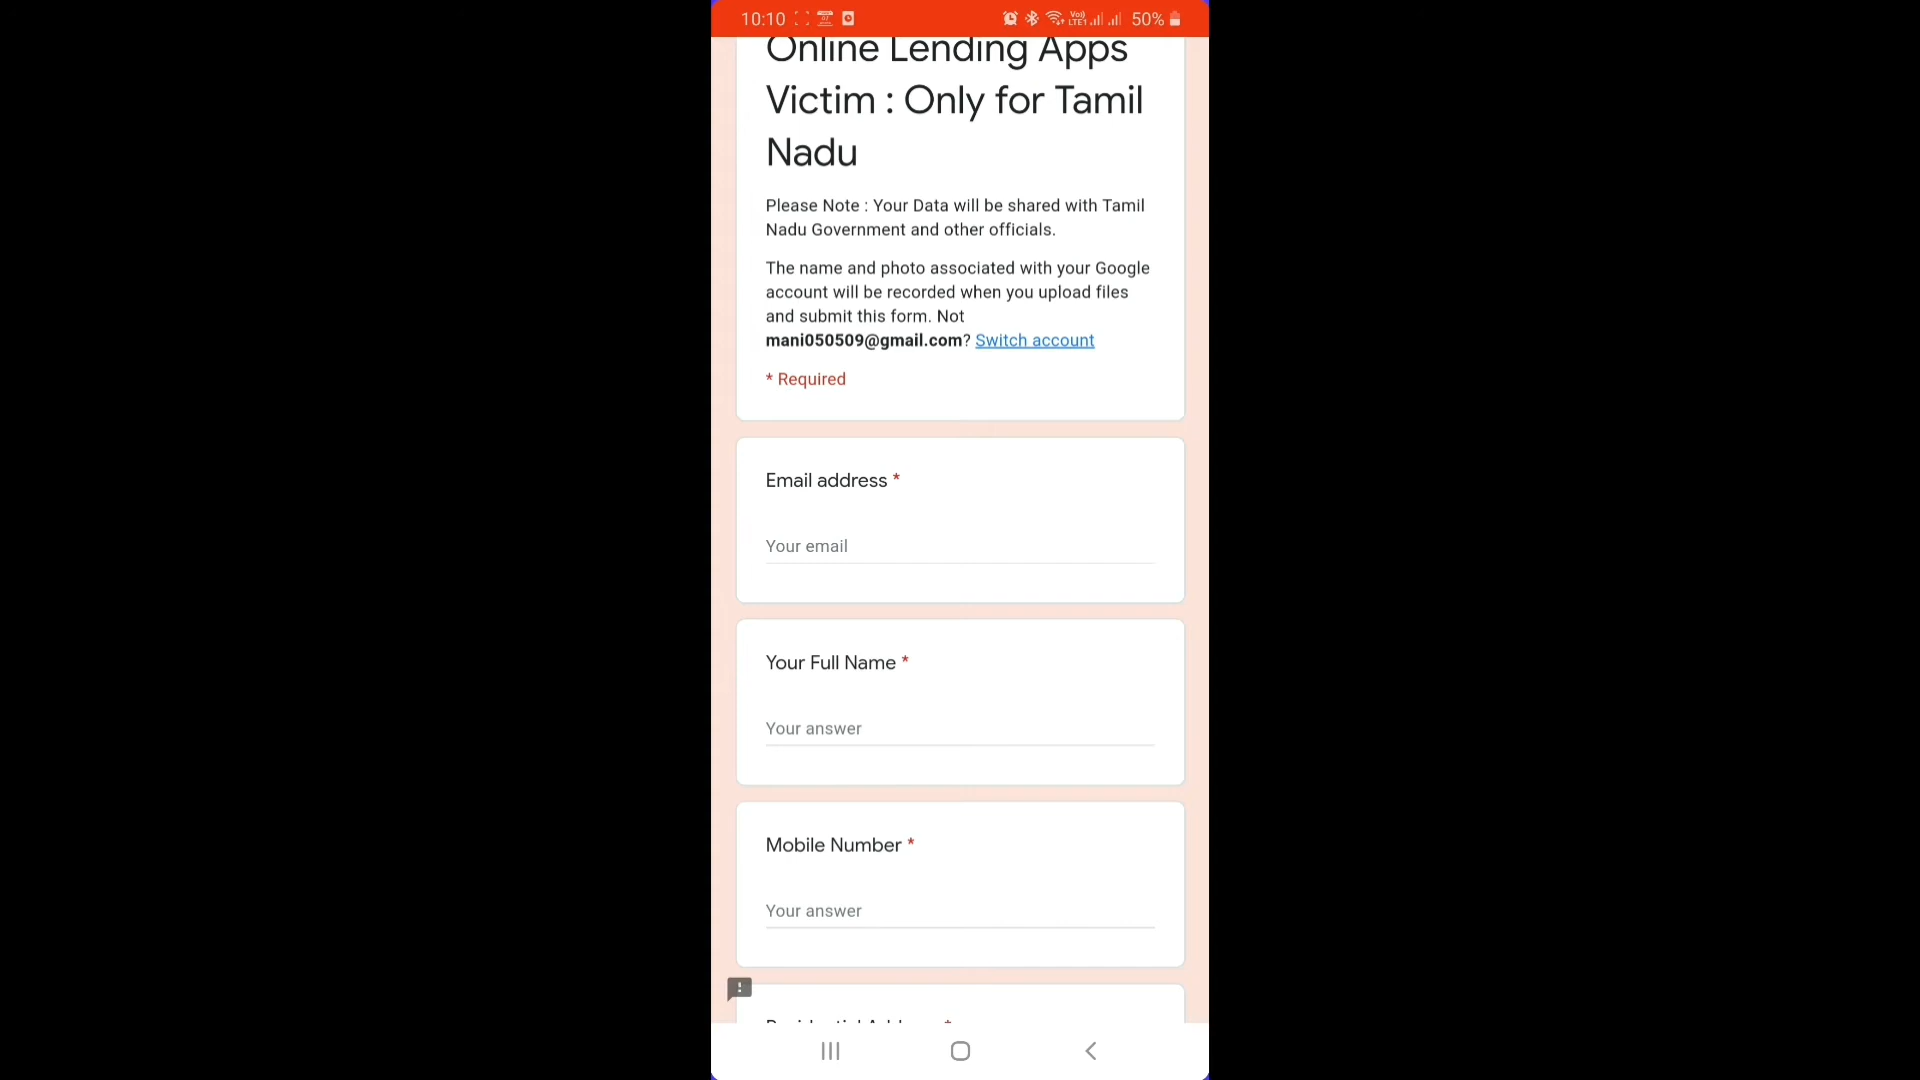 10:10
Vo))
LTE1
50%
Online Lending Apps
Victim : Only for Tamil
Nadu
Please Note : Your Data will be shared with Tamil
Nadu Government and other officials.
The name and photo associated with your Google
account will be recorded when you upload files
and submit this form. Not
mani050509@gmail.com? Switch account
* Required
Email address *
Your email
Your Full Name *
Your answer
Mobile Number *
Your answer